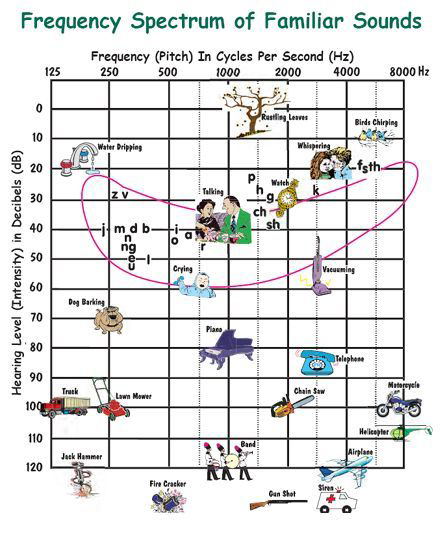 Frequency Spectrum of Familiar Sounds
Frequency (Pitch) In Cycles Per Second (Hz)
125 250 500 1000 2000 4000 8000 Hz
Hearing Level (Intensity) in Decibels (dB)
0
Rustling Leaves
10
Birds Chirping
Water Dripping
Whispering
20
fsth
p
Talking
Watch
z v
h
g
k
30
ch
sh
40
j m d b i a
n o
ng r
e l
u
50
Crying
Vacuuming
60
Dog Barking
70
Piano
80
Telephone
90
Truck
Lawn Mower
Chain Saw
Motorcycle
100
Helicopter
110
Band
Jack Hammer
Airplane
120
Fire Cracker
Gun Shot
Siren